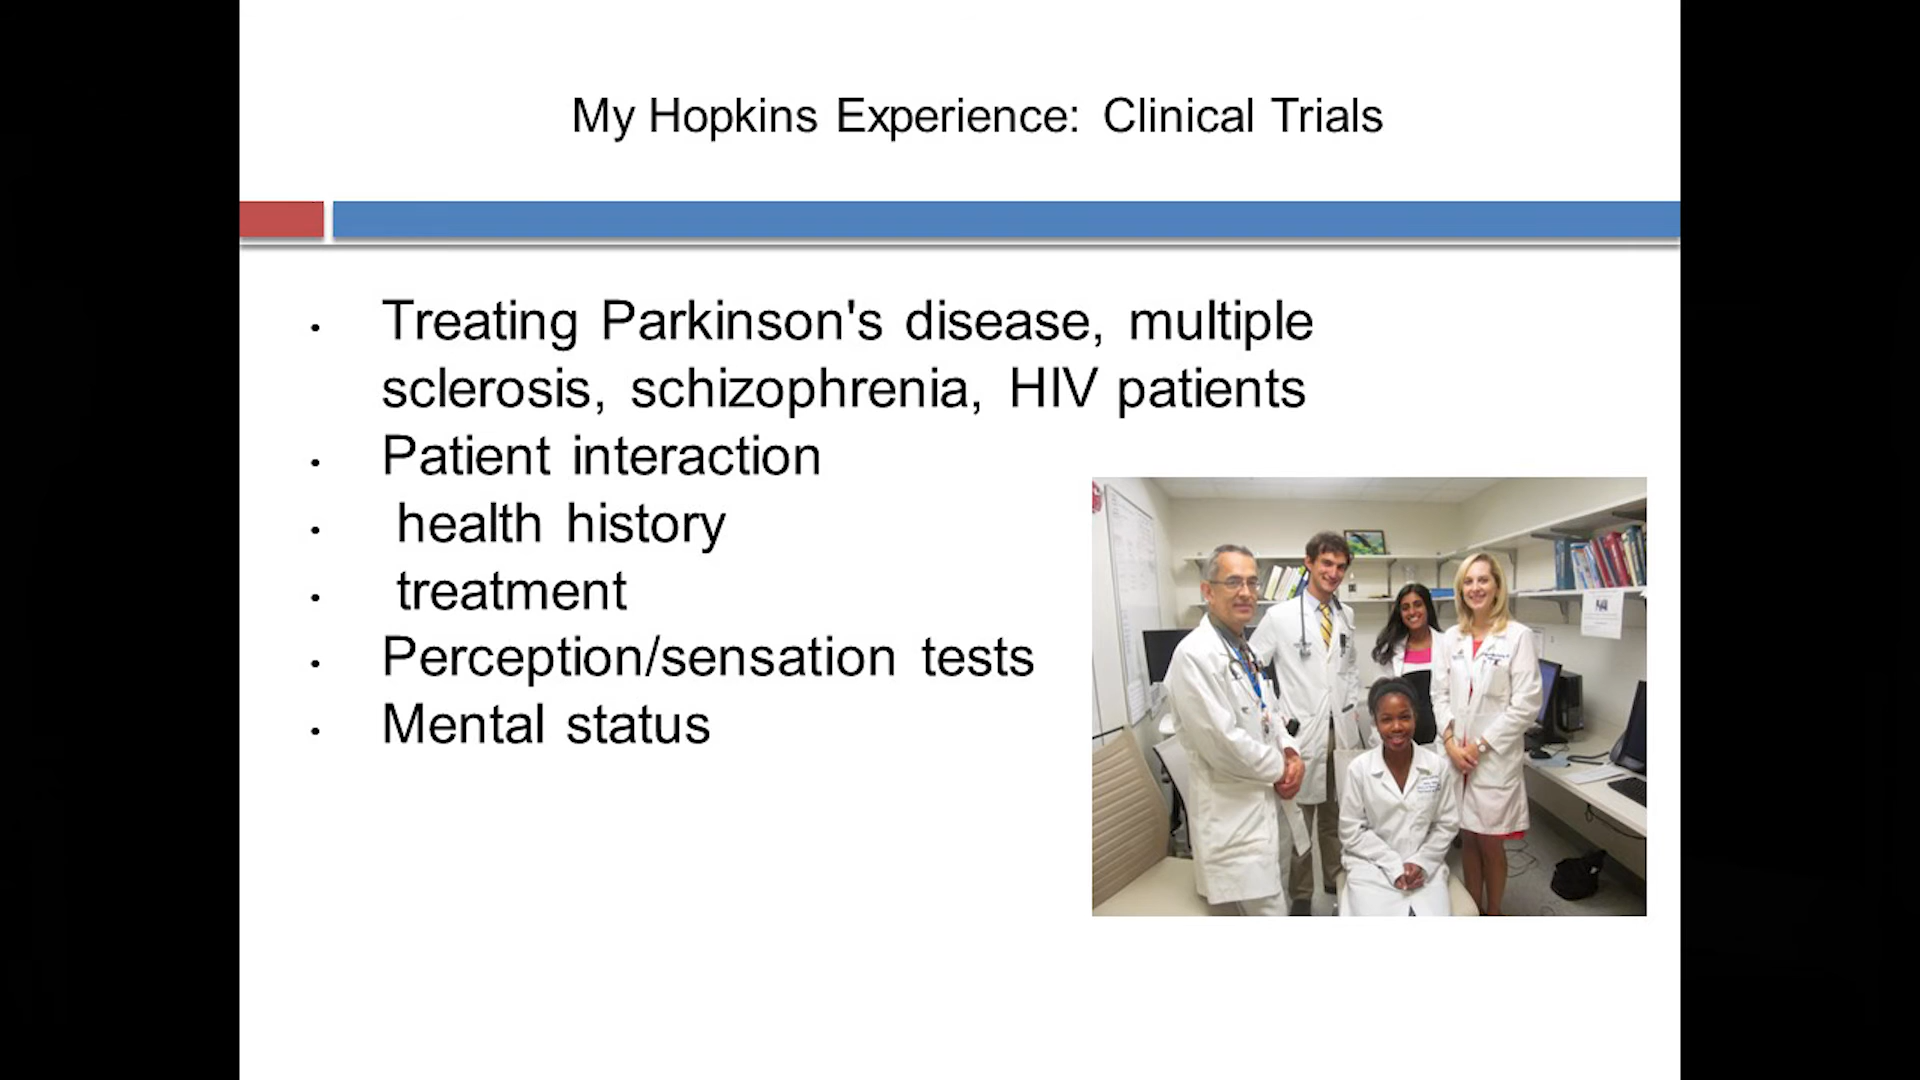 My Hopkins Experience: Clinical Trials
• Treating Parkinson's disease, multiple
sclerosis, schizophrenia, HIV patients
• Patient interaction
• health history
• treatment
• Perception/sensation tests
• Mental status